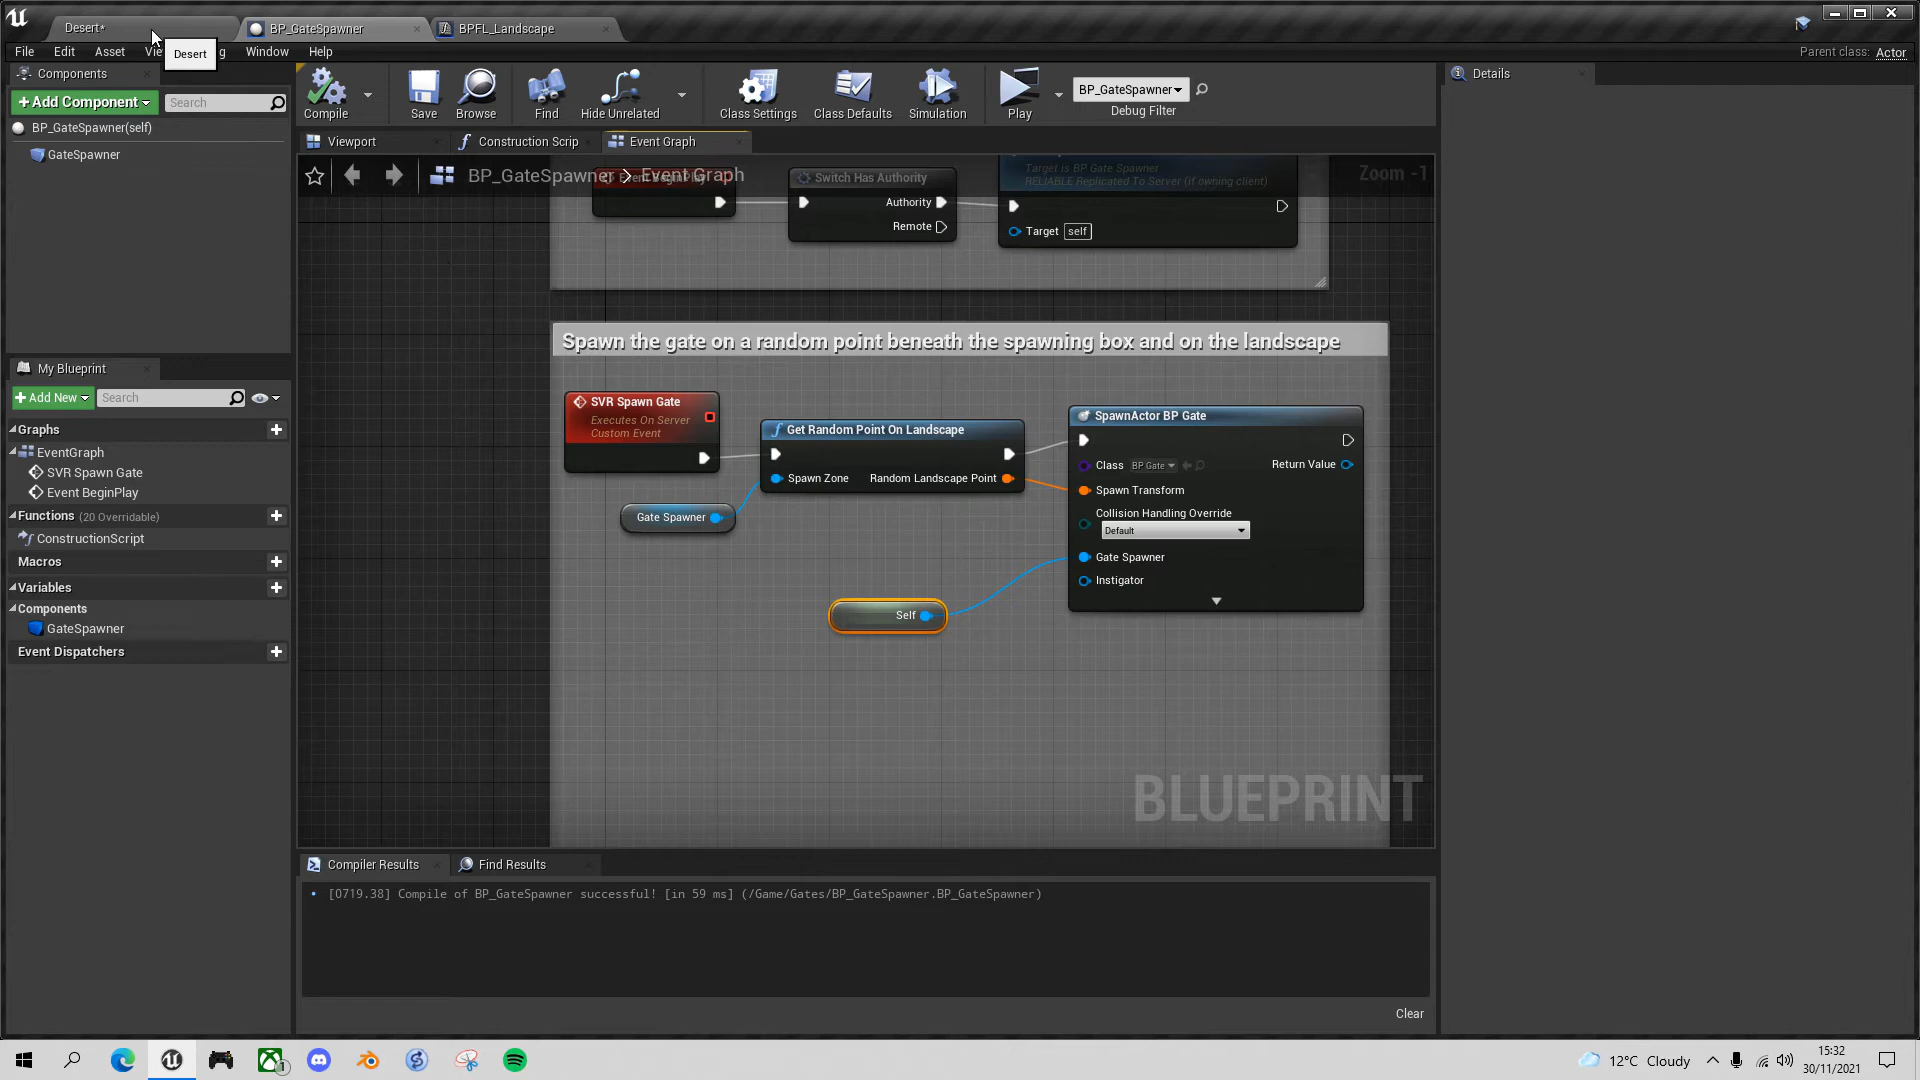 Desert*
BP_GateSpawner
BPFL_Landscape
File
Edit
Asset
Vie
g
Window
Help
Desert
Parent class: Actor
Components
Add Component
Search
BP_GateSpawner(self)
GateSpawner
Compile
Save
Browse
Find
Hide Unrelated
Class Settings
Class Defaults
Simulation
Play
BP_GateSpawner
Debug Filter
Details
Viewport
Construction Scrip
Event Graph
BP_GateSpawner > Event Graph
Zoom -1
Switch Has Authority
Authority
Remote
Target is BP Gate Spawner
RELIABLE Replicated To Server (if owning client)
Target self
Spawn the gate on a random point beneath the spawning box and on the landscape
SVR Spawn Gate
Executes On Server
Custom Event
Get Random Point On Landscape
Spawn Zone
Random Landscape Point
Gate Spawner
Self
SpawnActor BP Gate
Class BP Gate
Return Value
Spawn Transform
Collision Handling Override
Default
Gate Spawner
Instigator
BLUEPRINT
My Blueprint
Add New
Search
Graphs
EventGraph
SVR Spawn Gate
Event BeginPlay
Functions (20 Overridable)
ConstructionScript
Macros
Variables
Components
GateSpawner
Event Dispatchers
Compiler Results
Find Results
[0719.38] Compile of BP_GateSpawner successful! [in 59 ms] (/Game/Gates/BP_GateSpawner.BP_GateSpawner)
Clear
1
12°C Cloudy
15:32
30/11/2021